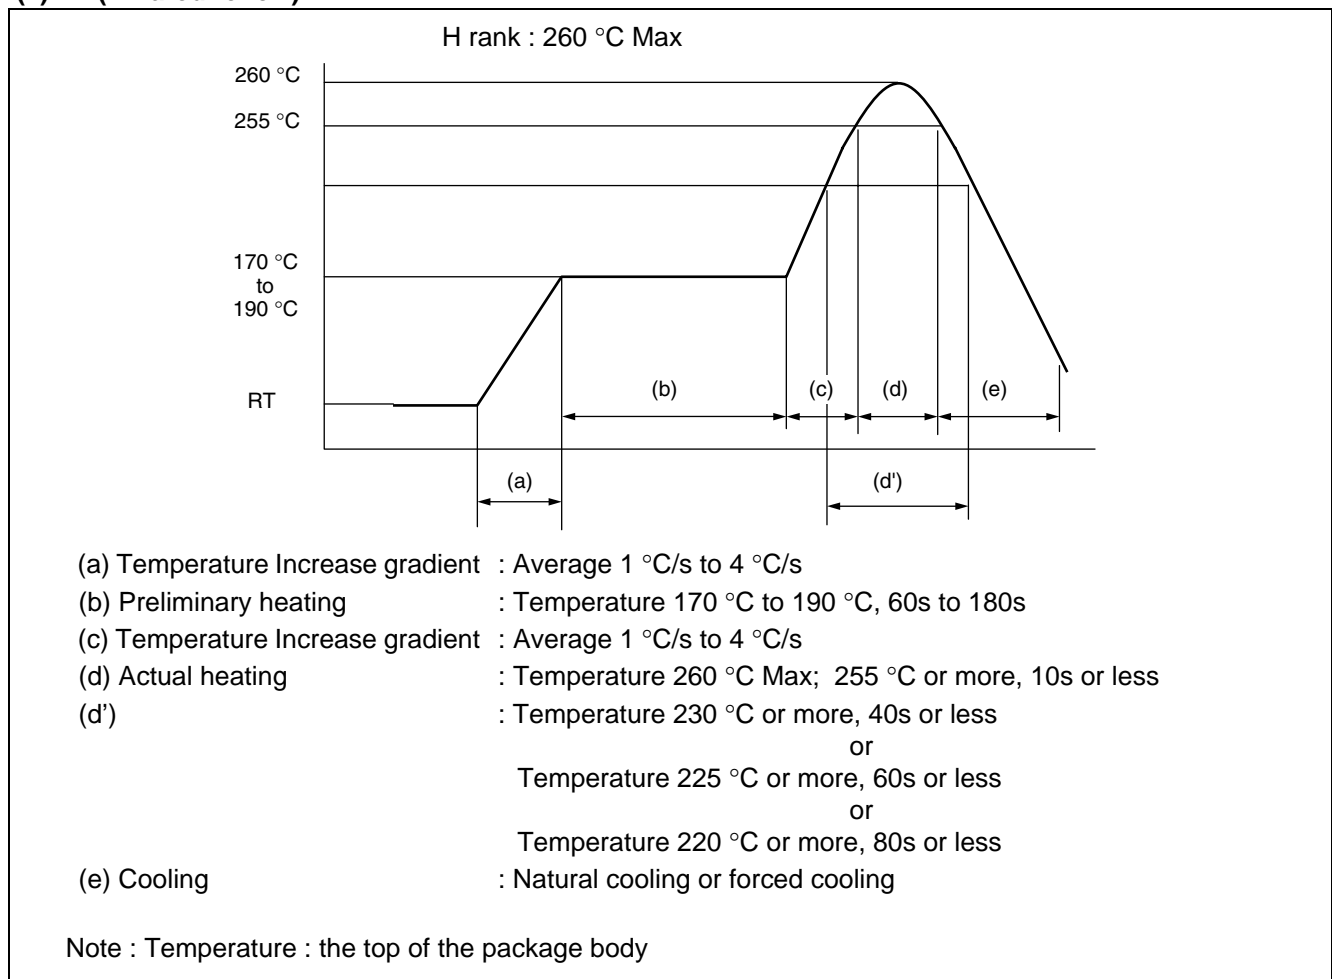 H rank : 260 °C Max
260 °C
255 °C
170 °C
to
190 °C
RT
(b)
(c)
(d)
(e)
(a)
(d')
(a) Temperature Increase gradient : Average 1 °C/s to 4 °C/s
(b) Preliminary heating : Temperature 170 °C to 190 °C, 60s to 180s
(c) Temperature Increase gradient : Average 1 °C/s to 4 °C/s
(d) Actual heating : Temperature 260 °C Max; 255 °C or more, 10s or less
(d’) : Temperature 230 °C or more, 40s or less
or
Temperature 225 °C or more, 60s or less
or
Temperature 220 °C or more, 80s or less
(e) Cooling : Natural cooling or forced cooling
Note : Temperature : the top of the package body